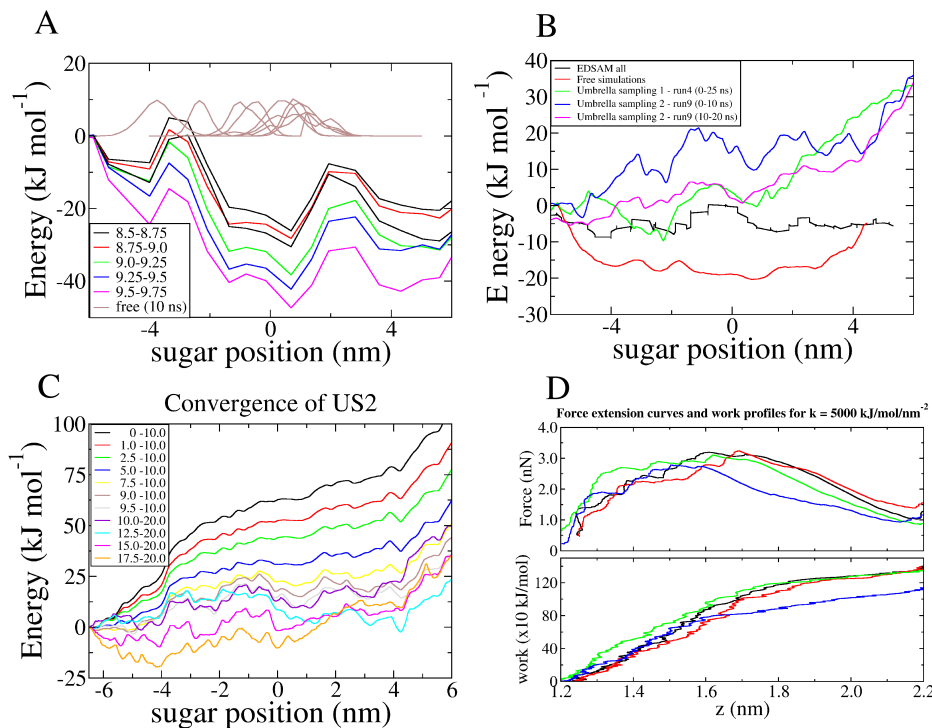 A
20
0
-20
-40
Energy (kJ mol⁻¹)
8.5-8.75
8.75-9.0
9.0-9.25
9.25-9.5
9.5-9.75
free (10 ns)
-4
0
4
sugar position (nm)
B
40
30
20
10
0
-10
-20
-30
E nergy (kJ mol⁻¹)
EDSAM all
Free simulations
Umbrella sampling 1 - run4 (0-25 ns)
Umbrella sampling 2 - run9 (0-10 ns)
Umbrella sampling 2 - run9 (10-20 ns)
-4
0
4
sugar position (nm)
C
Convergence of US2
100
75
50
25
0
-25
Energy (kJ mol⁻¹)
0 -10.0
1.0 -10.0
2.5 -10.0
5.0 -10.0
7.5 -10.0
9.0 -10.0
9.5 -10.0
10.0-20.0
12.5-20.0
15.0-20.0
17.5-20.0
-6
-4
-2
0
2
4
6
sugar position (nm)
D
Force extension curves and work profiles for k = 5000 kJ/mol/nm⁻²
4.0
3.0
2.0
1.0
0.0
Force (nN)
120
80
40
0
work (x10 kJ/mol)
1.2
1.4
1.6
1.8
2.0
2.2
z (nm)